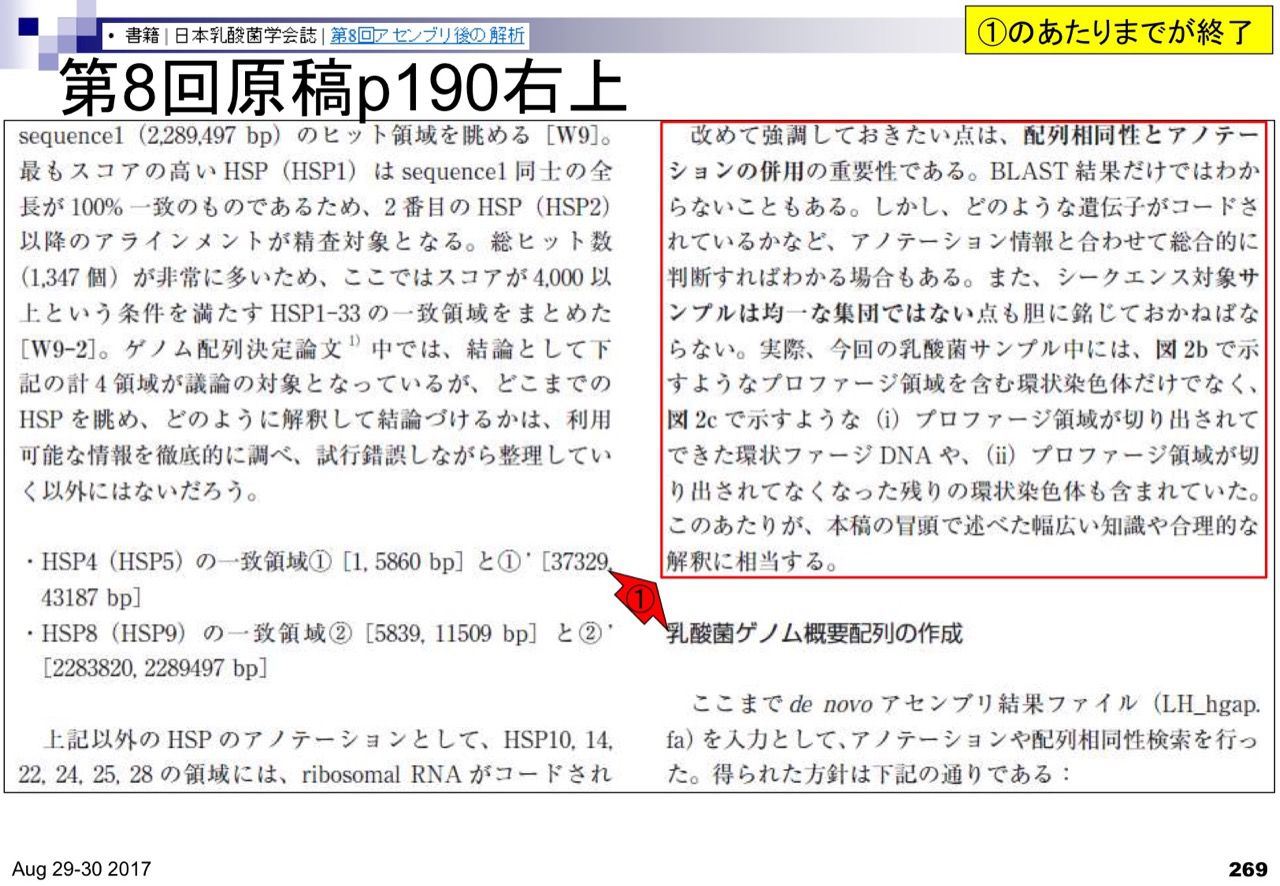 • 書籍 | 日本乳酸菌学会誌 | 第8回アセンブリ後の解析
①のあたりまでが終了
第8回原稿p190右上
sequence1 (2,289,497 bp) のヒット領域を眺める [W9]。
最もスコアの高い HSP (HSP1) は sequence1 同士の全
長が 100% 一致のものであるため、2 番目の HSP (HSP2)
以降のアラインメントが精査対象となる。総ヒット数
(1,347 個) が非常に多いため、ここではスコアが 4,000 以
上という条件を満たす HSP1-33 の一致領域をまとめた
[W9-2]。ゲノム配列決定論文 1) 中では、結論として下
記の計 4 領域が議論の対象となっているが、どこまでの
HSP を眺め、どのように解釈して結論づけるかは、利用
可能な情報を徹底的に調べ、試行錯誤しながら整理してい
く以外にはないだろう。
・HSP4 (HSP5) の一致領域① [1, 5860 bp] と①' [37329,
43187 bp]
・HSP8 (HSP9) の一致領域② [5839, 11509 bp] と②'
[2283820, 2289497 bp]
上記以外の HSP のアノテーションとして、HSP10, 14,
22, 24, 25, 28 の領域には、ribosomal RNA がコードされ
改めて強調しておきたい点は、配列相同性とアノテー
ションの併用の重要性である。BLAST 結果だけではわか
らないこともある。しかし、どのような遺伝子がコードさ
れているかなど、アノテーション情報と合わせて総合的に
判断すればわかる場合もある。また、シークエンス対象サ
ンプルは均一な集団ではない点も肝に銘じておかねばな
らない。実際、今回の乳酸菌サンプル中には、図 2b で示
すようなプロファージ領域を含む環状染色体だけでなく、
図 2c で示すような (i) プロファージ領域が切り出されて
できた環状ファージ DNA や、(ii) プロファージ領域が切
り出されてなくなった残りの環状染色体も含まれていた。
このあたりが、本稿の冒頭で述べた幅広い知識や合理的な
解釈に相当する。
①
乳酸菌ゲノム概要配列の作成
ここまで de novo アセンブリ結果ファイル (LH_hgap.
fa) を入力として、アノテーションや配列相同性検索を行っ
た。得られた方針は下記の通りである：
Aug 29-30 2017
269